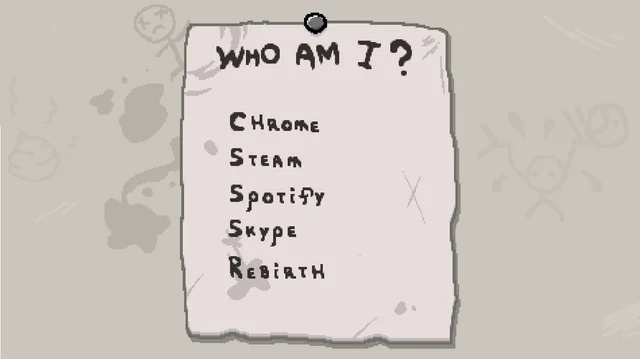 WHO AM I?
CHROME
STEAM
SPOTIFY
SKYPE
REBIRTH